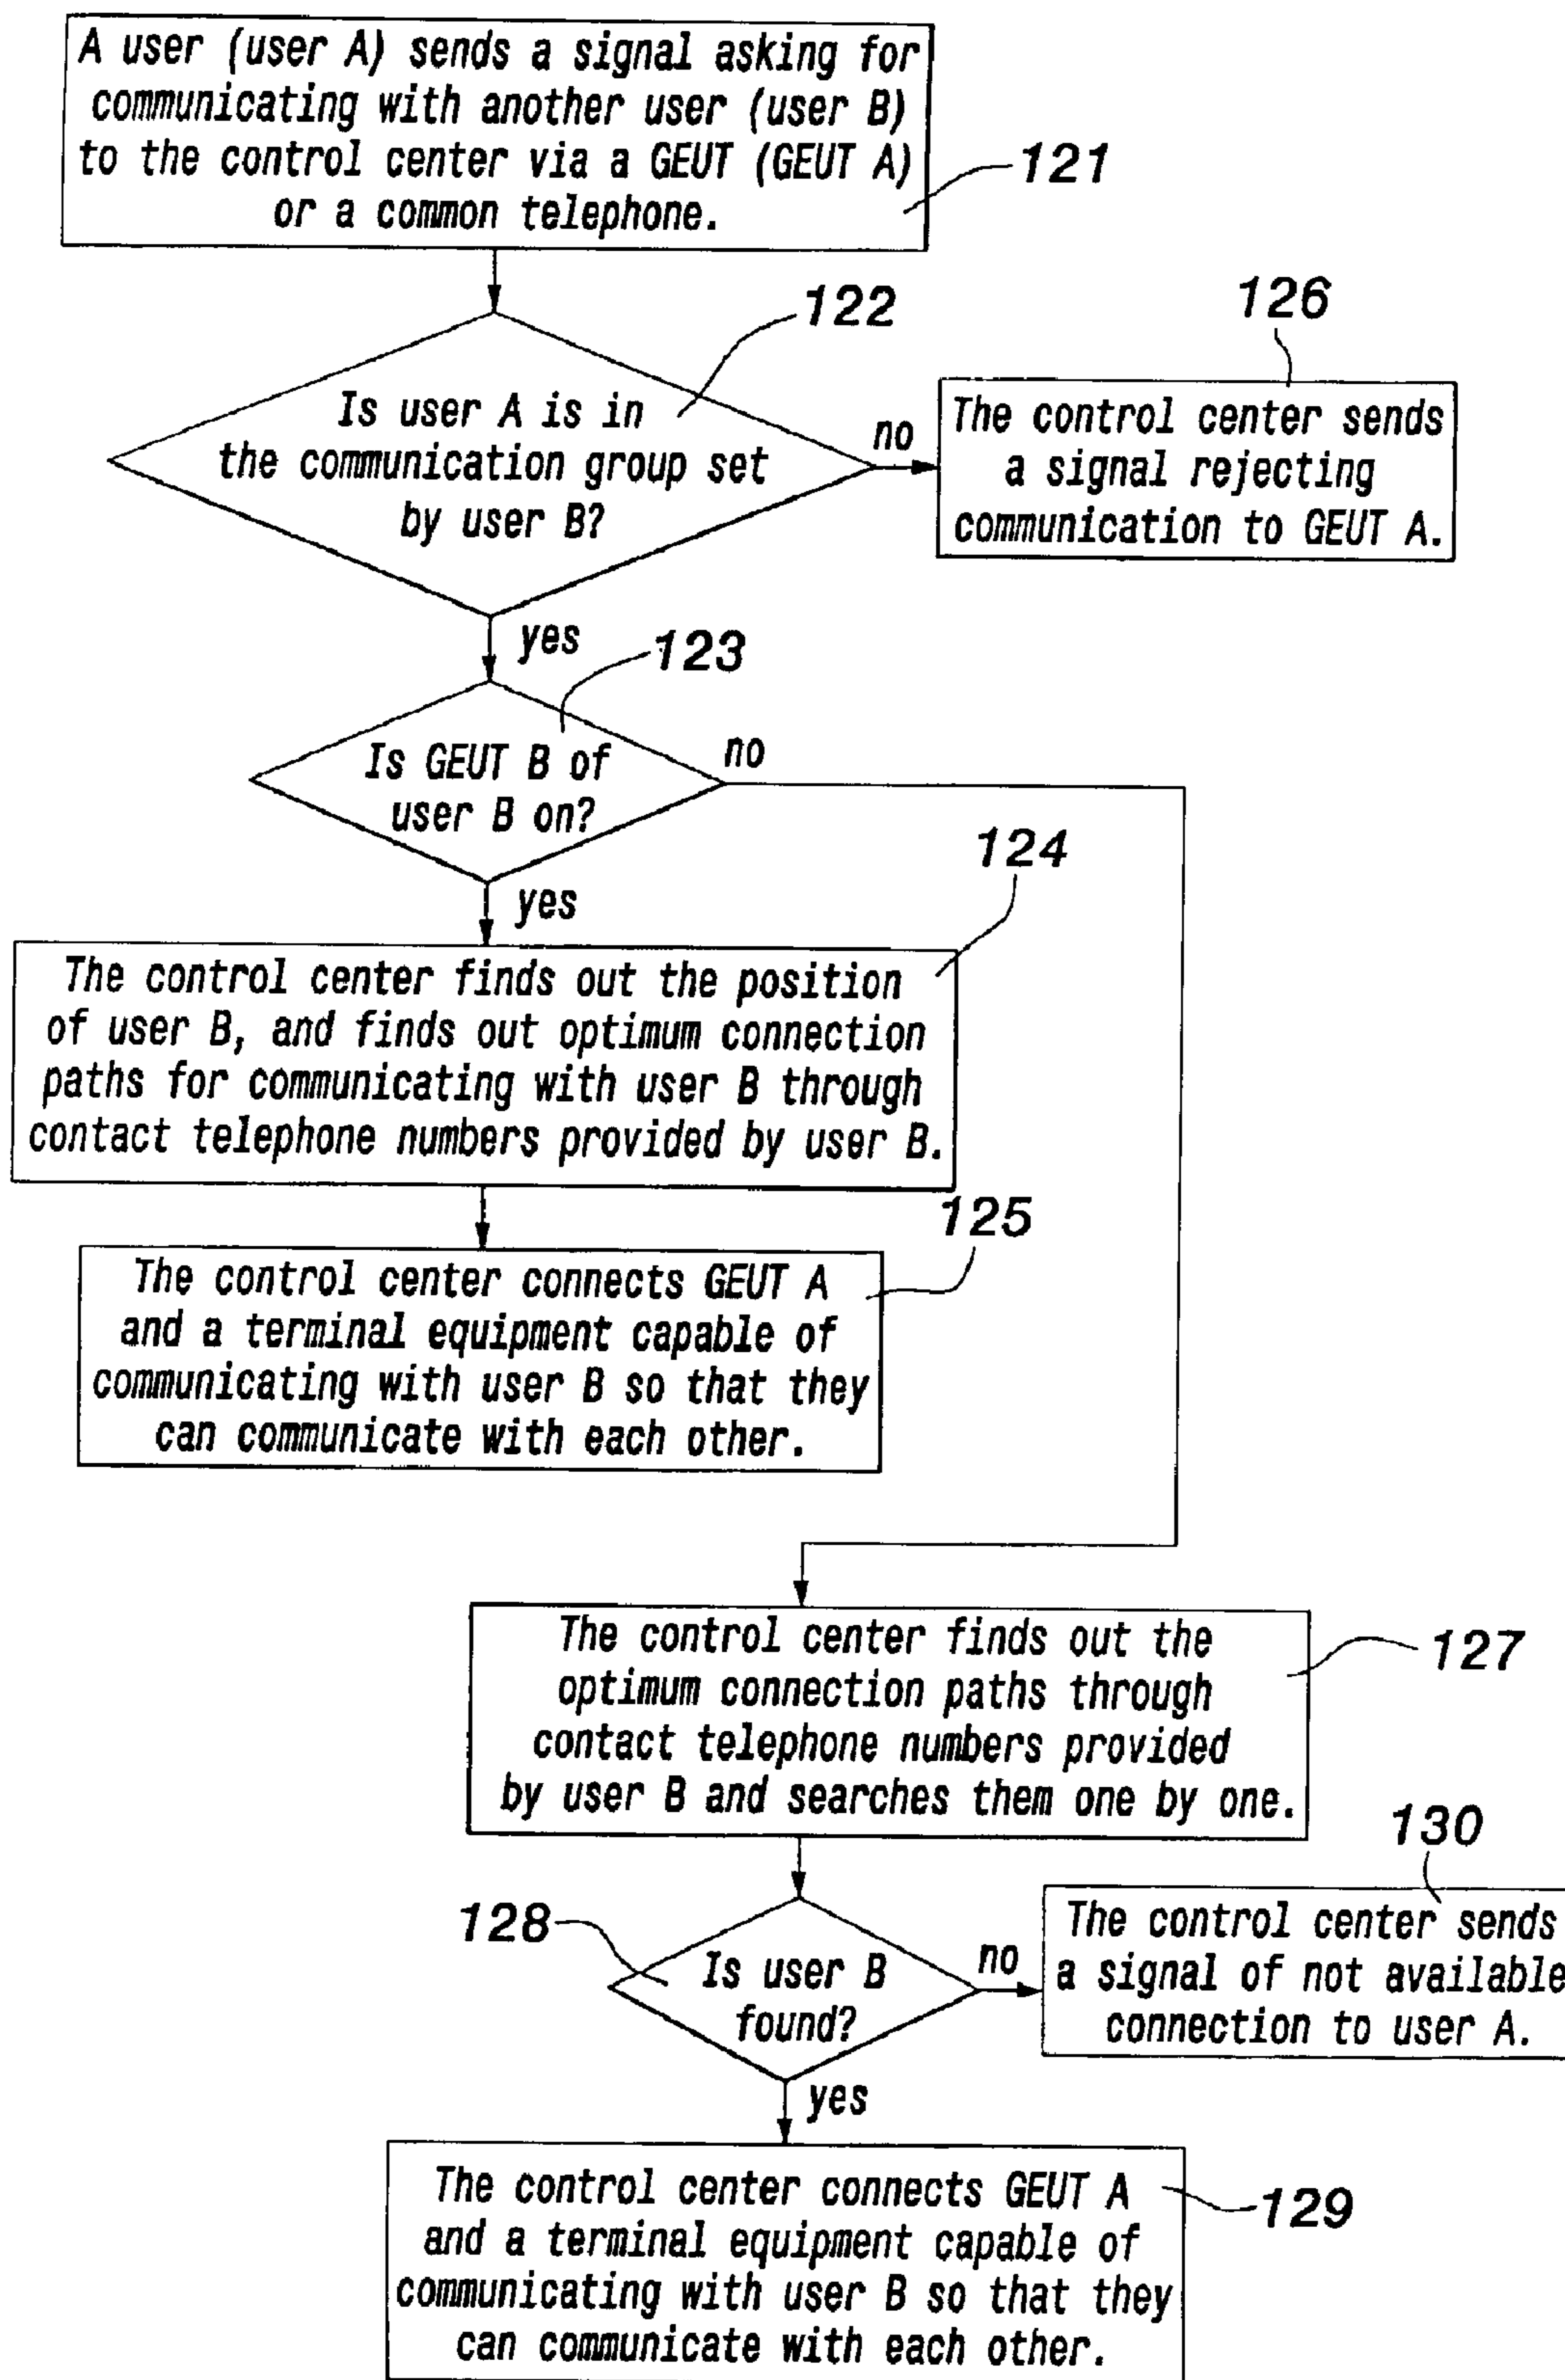 A user (user A) sends a signal asking for
communicating with another user (user B)
to the control center via a GEUT (GEUT A)
or a common telephone.
121
122
126
Is user A is in
the communication group set
by user B?
no
The control center sends
a signal rejecting
communication to GEUT A.
yes
123
Is GEUT B of
user B on?
no
124
yes
The control center finds out the position
of user B, and finds out optimum connection
paths for communicating with user B through
contact telephone numbers provided by user B.
125
The control center connects GEUT A
and a terminal equipment capable of
communicating with user B so that they
can communicate with each other.
The control center finds out the
optimum connection paths through
contact telephone numbers provided
by user B and searches them one by one.
127
130
128
Is user B
found?
no
The control center sends
a signal of not available
connection to user A.
yes
The control center connects GEUT A
and a terminal equipment capable of
communicating with user B so that they
can communicate with each other.
129